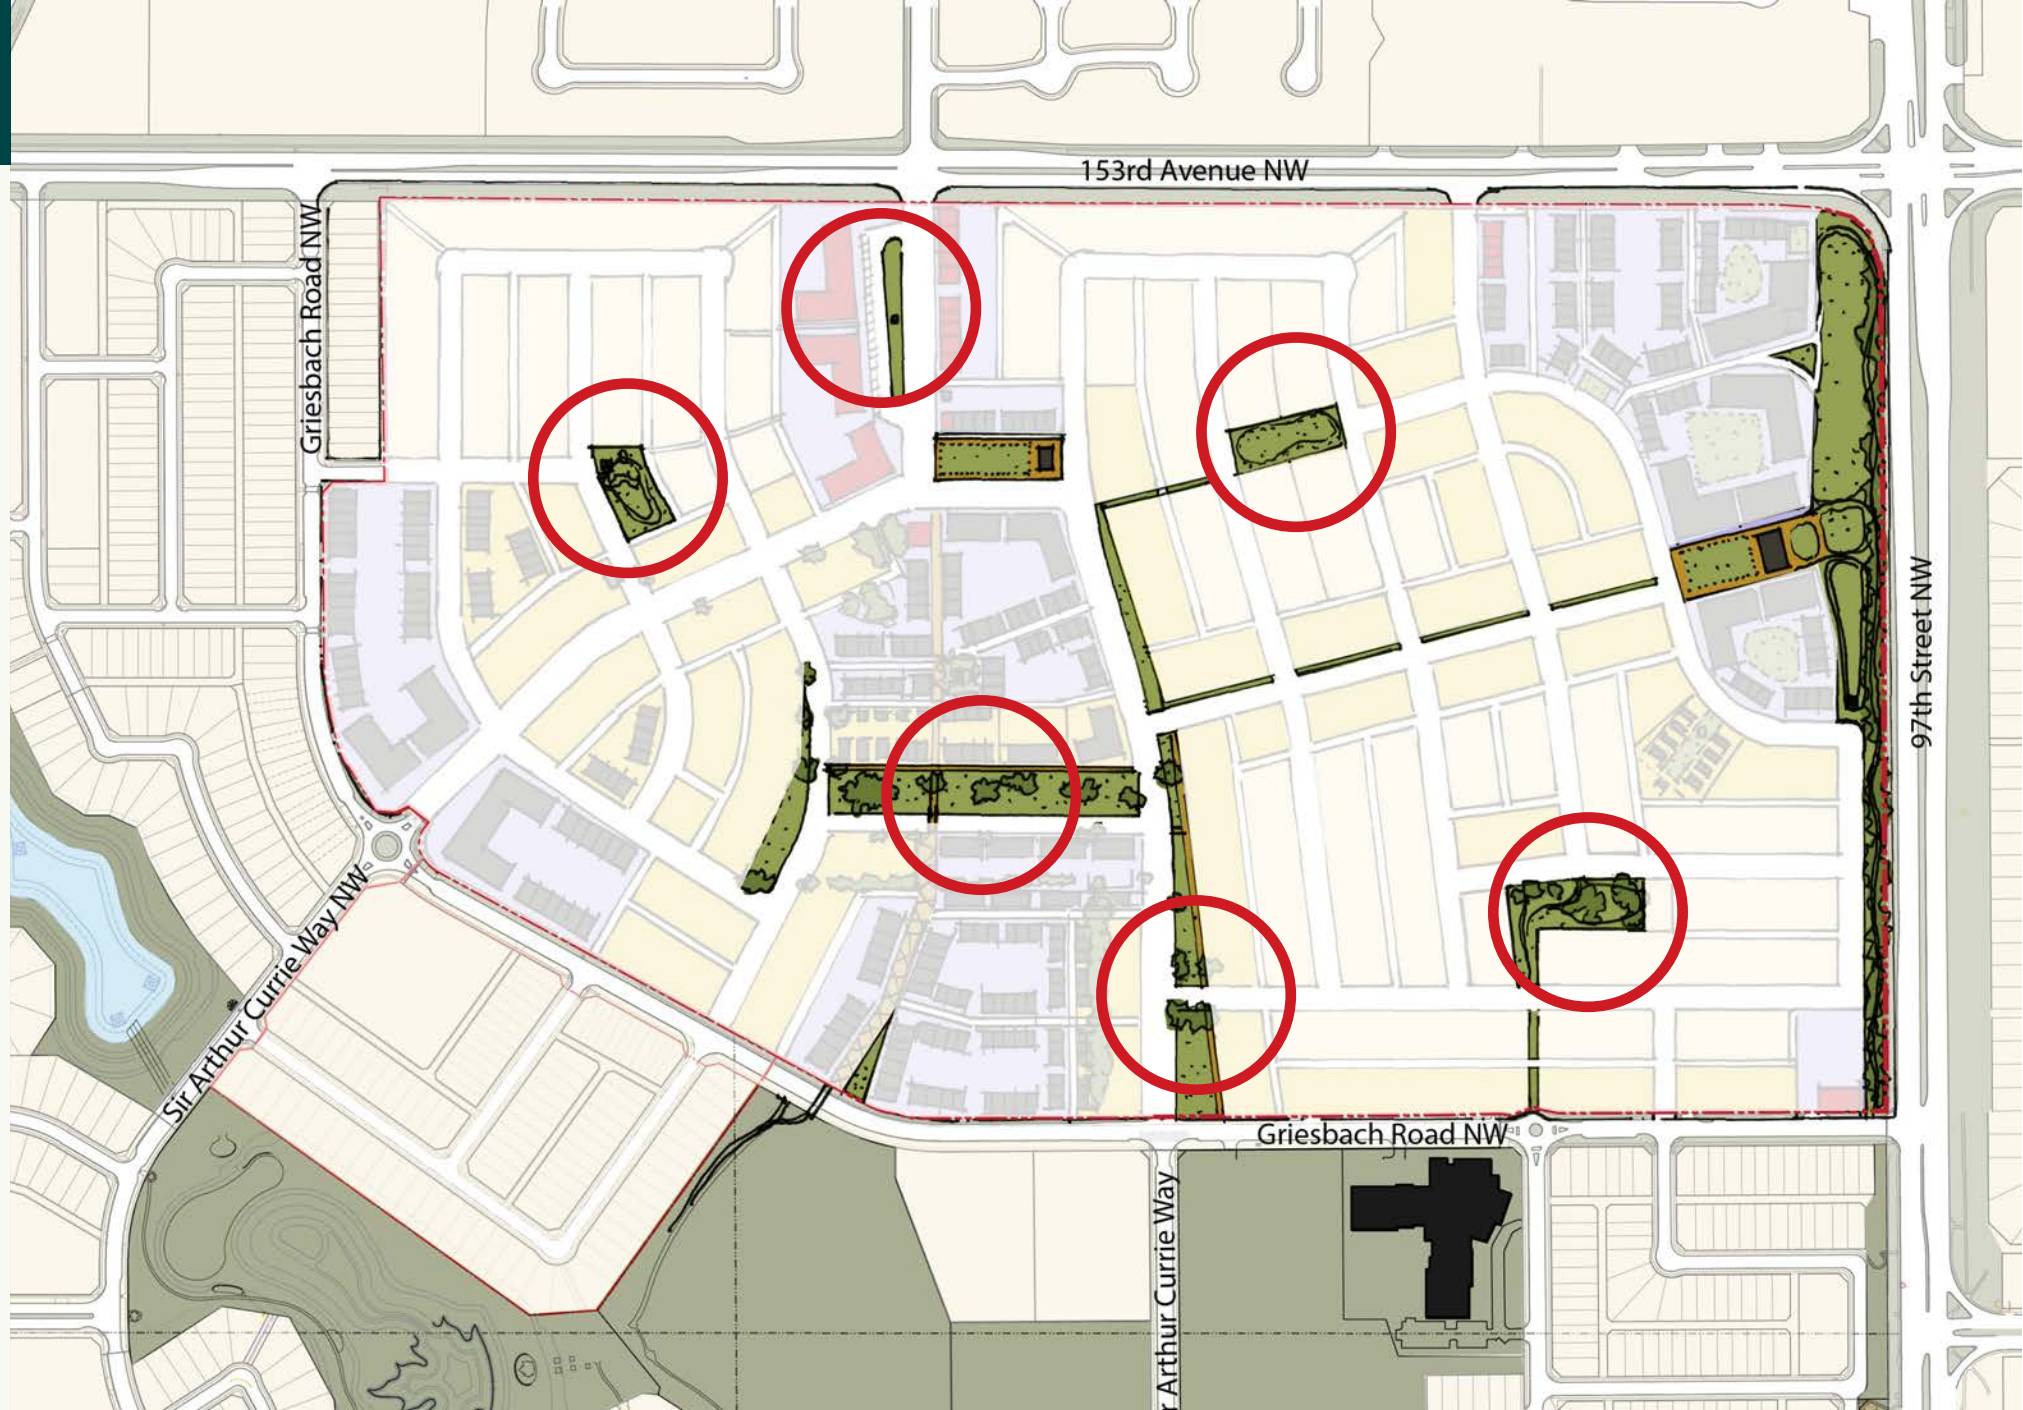 153rd Avenue NW
Griesbach Road NW
97th Street NW
Sir Arthur Currie Way NW
Griesbach Road NW
r Arthur Currie Way